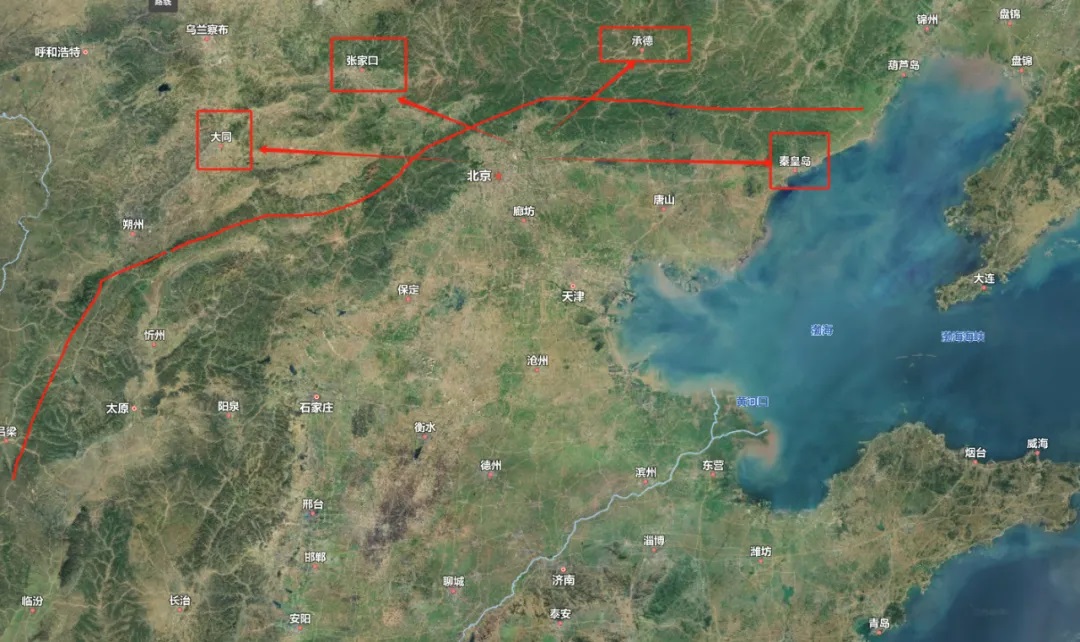 路线
乌兰察布
锦州
盘锦
呼和浩特
张家口
承德
葫芦岛
盘锦
大同
秦皇岛
北京
唐山
朔州
廊坊
大连
保定
天津
忻州
渤海
渤海海峡
沧州
太原
阳泉
石家庄
黄河口
吕梁
衡水
威海
烟台
德州
滨州
东营
邢台
淄博
潍坊
邯郸
聊城
济南
临汾
长治
安阳
泰安
青岛